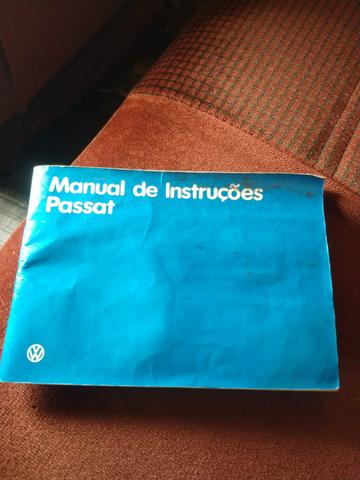 Manual de Instruções
Passat